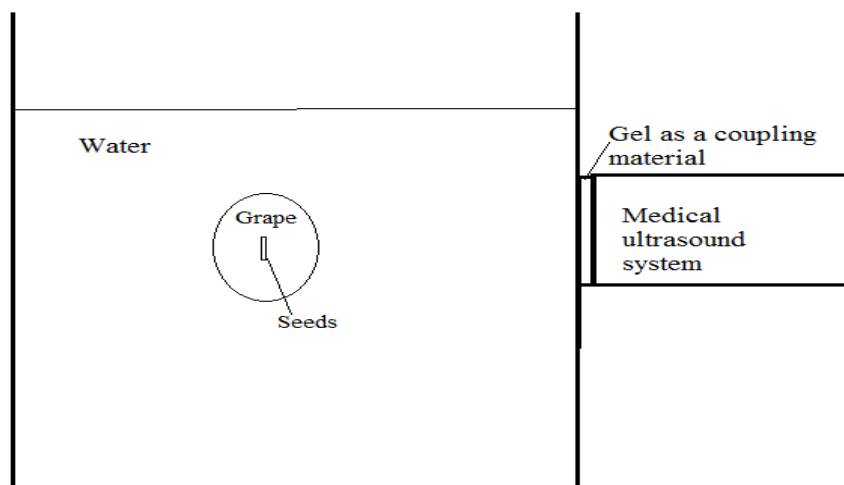 Water
Gel as a coupling
material
Grape
Medical
ultrasound
system
Seeds